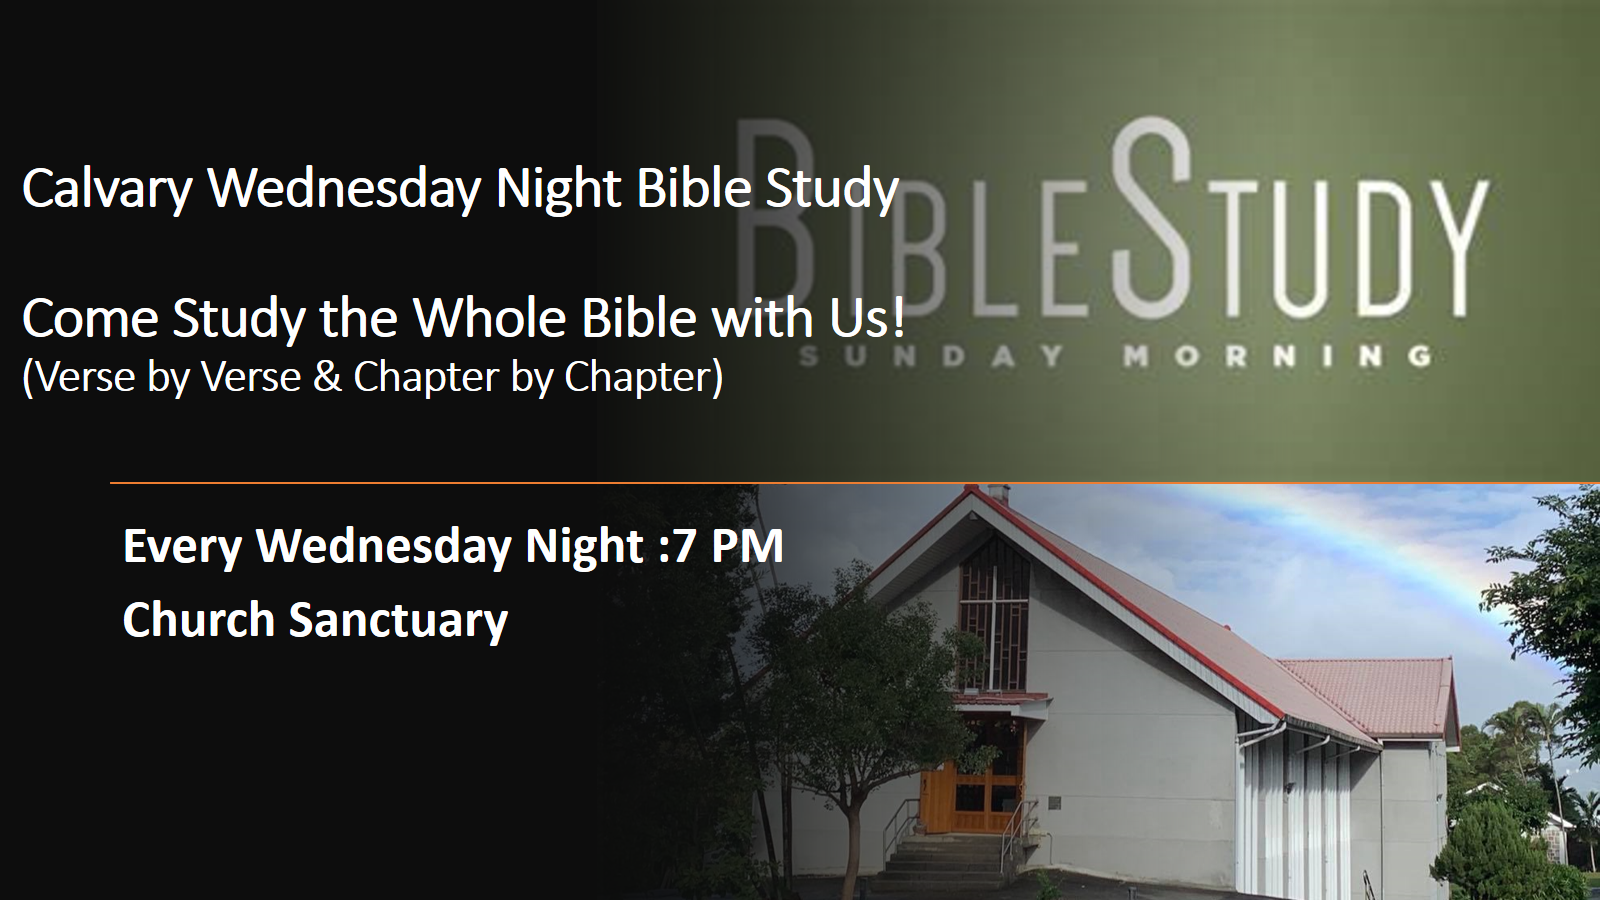 Calvary Wednesday Night Bible Study
Come Study the Whole Bible with Us!
(Verse by Verse & Chapter by Chapter)
BIBLE STUDY
SUNDAY MORNING
Every Wednesday Night :7 PM
Church Sanctuary